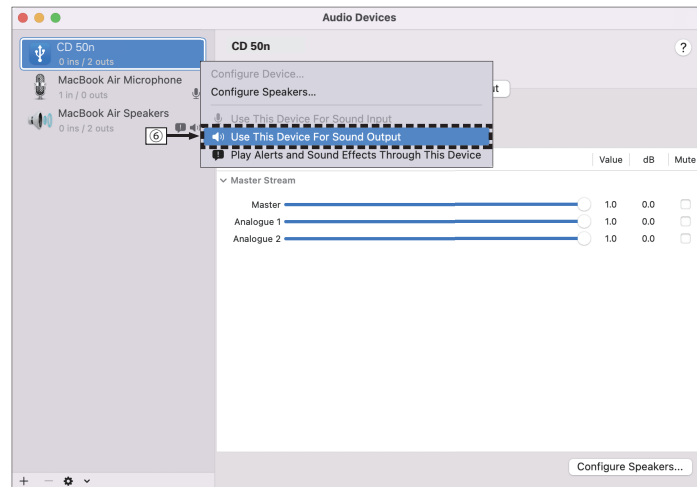 Audio Devices
CD 50n
0 ins / 2 outs
MacBook Air Microphone
1 in / 0 outs
MacBook Air Speakers
0 ins / 2 outs
⑥
CD 50n
?
Configure Device...
Configure Speakers...
Use This Device For Sound Input
Use This Device For Sound Output
Play Alerts and Sound Effects Through This Device
Value dB Mute
Master Stream
Master 1.0 0.0
Analogue 1 1.0 0.0
Analogue 2 1.0 0.0
Configure Speakers...